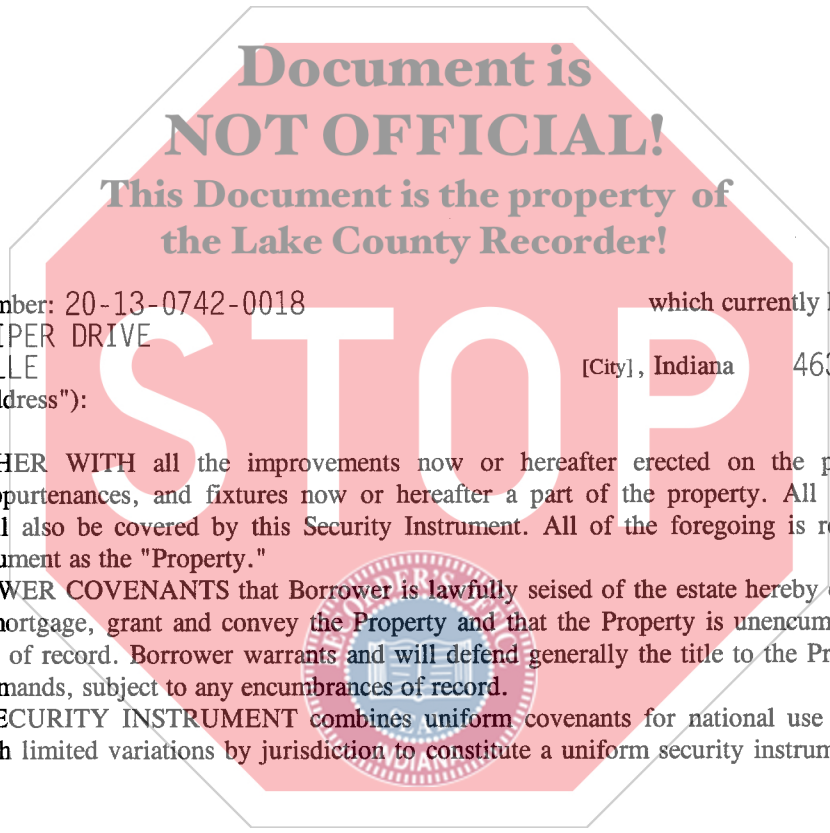 Document is
NOT OFFICIAL!
This Document is the property of
the Lake County Recorder!
STOP
mber: 20-13-0742-0018 which currently
IPER DRIVE
LLE [City], Indiana 463
ddress"):
HER WITH all the improvements now or hereafter erected on the p
ppurtenances, and fixtures now or hereafter a part of the property. All
l also be covered by this Security Instrument. All of the foregoing is re
ument as the "Property."
WER COVENANTS that Borrower is lawfully seised of the estate hereby
mortgage, grant and convey the Property and that the Property is unencum
of record. Borrower warrants and will defend generally the title to the Pr
mands, subject to any encumbrances of record.
ECURITY INSTRUMENT combines uniform covenants for national use
h limited variations by jurisdiction to constitute a uniform security instrum
RECORDER'S OFFICE
INDIANA